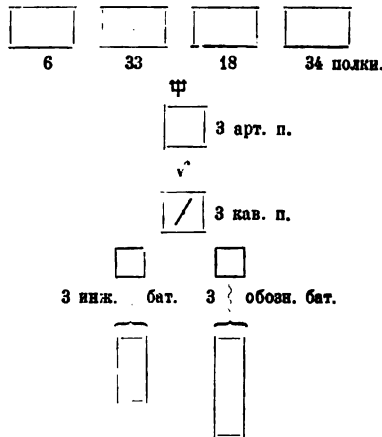 6 33 18 34 полки.
3 арт. п.
3 кав. п.
3 инж. бат. 3 обозн. бат.